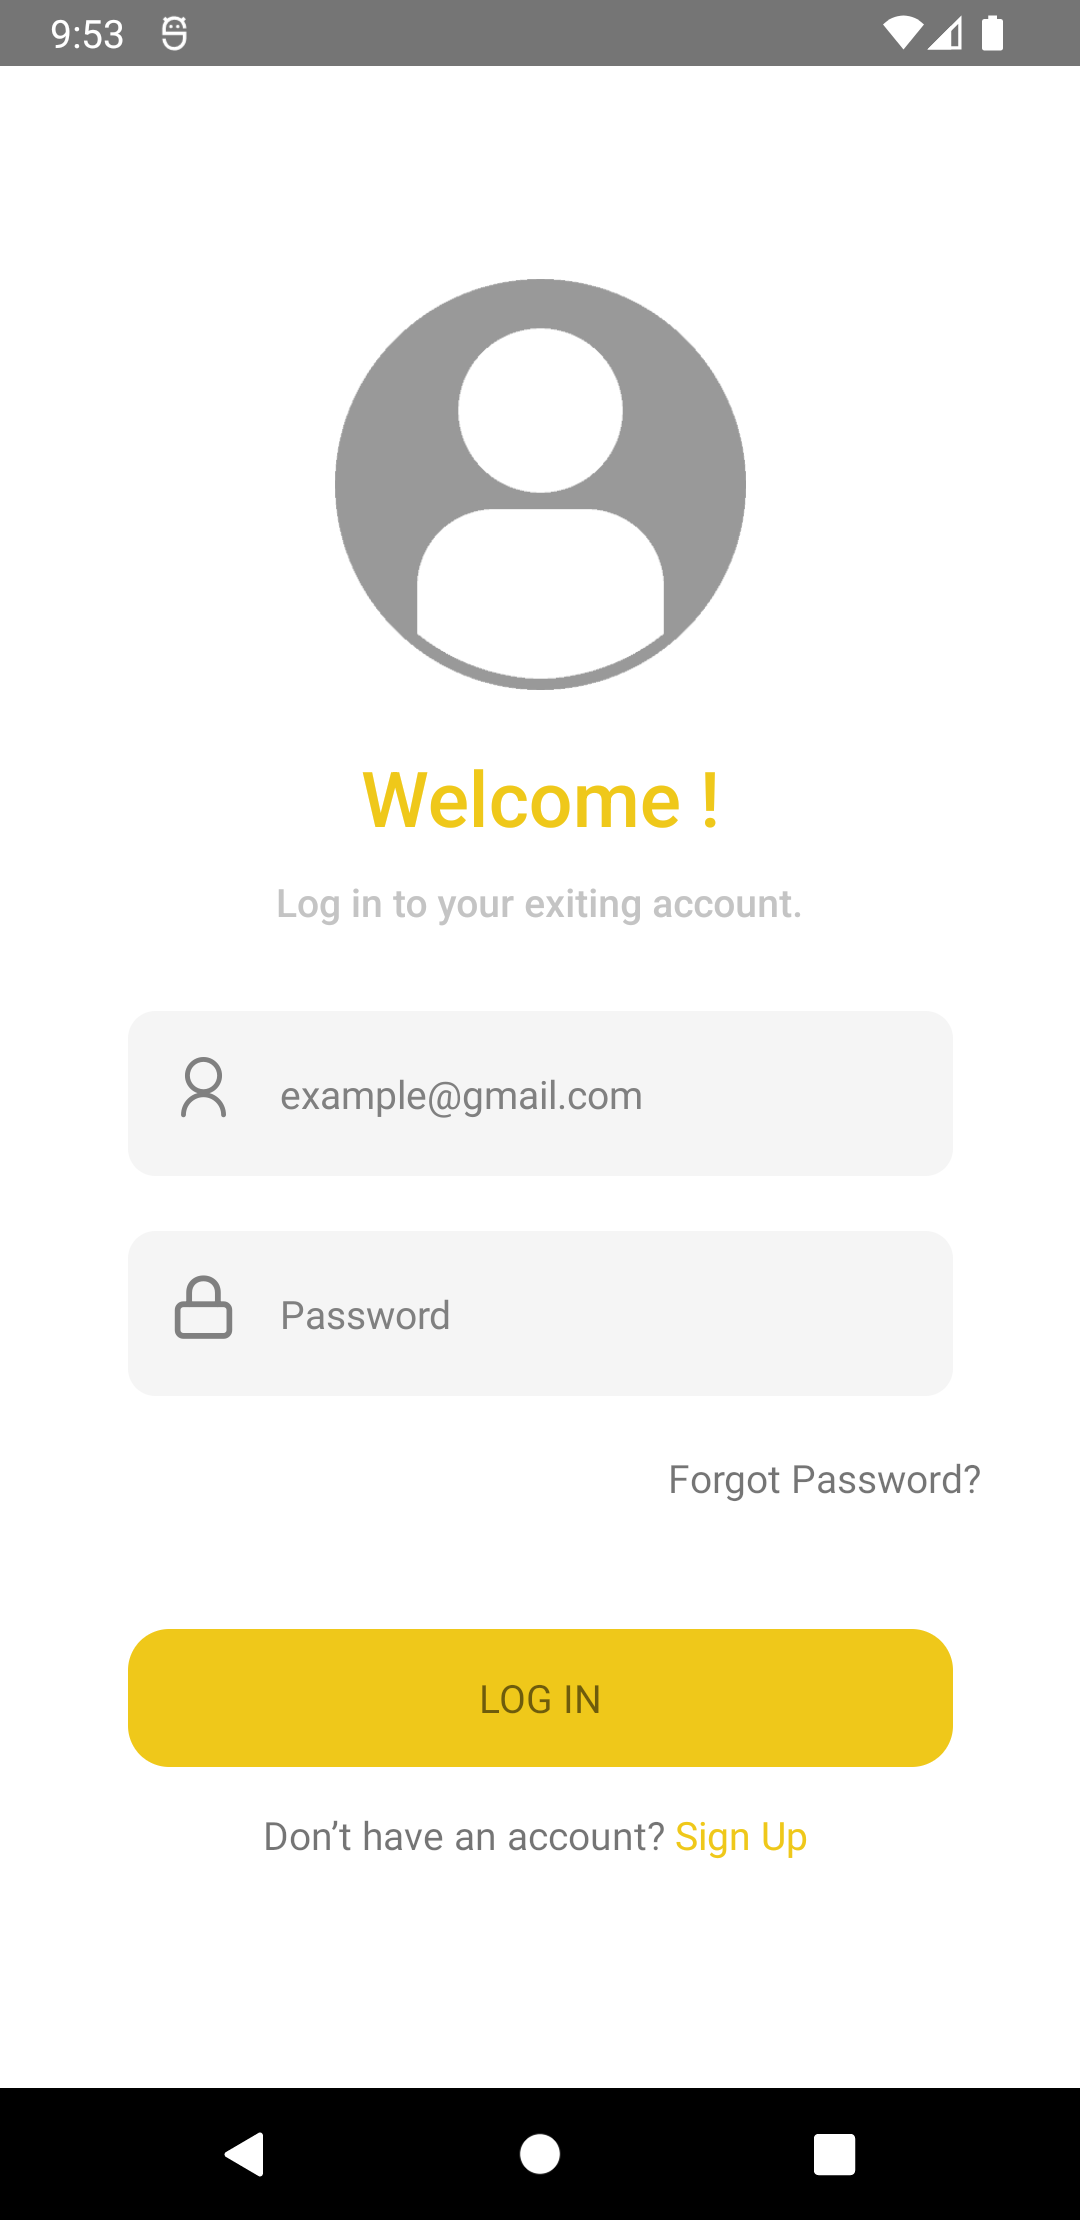 9:53
Welcome !
Log in to your exiting account.
example@gmail.com
Password
Forgot Password?
LOG IN
Don’t have an account? Sign Up